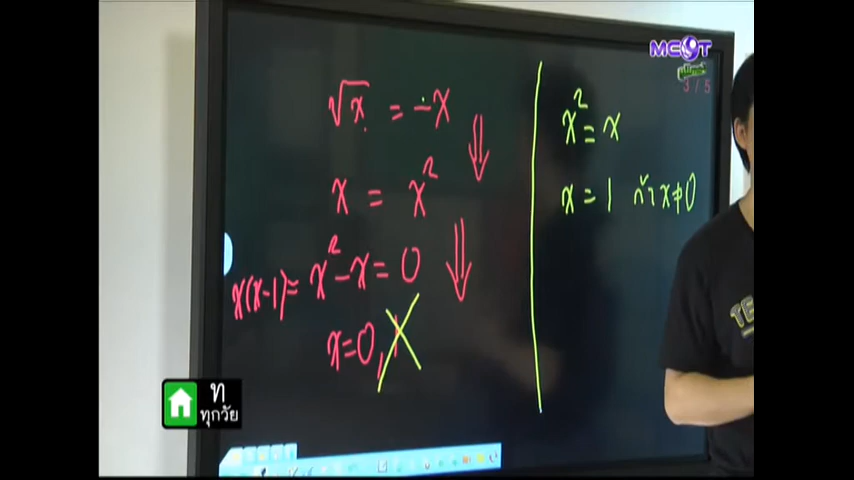 MCOT
3/5
√x = -x
x = x²
x(x-1)= x²-x = 0
x=0,1
x² = x
x = 1 ถ้า x≠0
ท
ทุกวัย